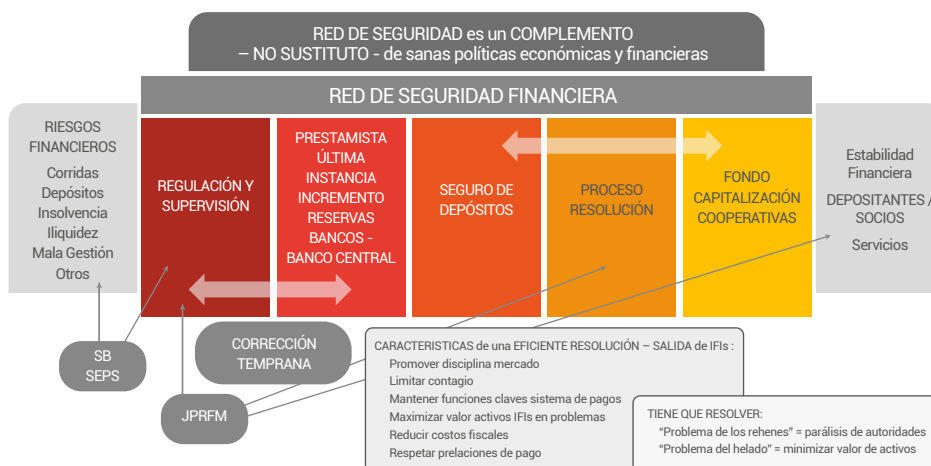 RED DE SEGURIDAD es un COMPLEMENTO
– NO SUSTITUTO - de sanas políticas económicas y financieras
RED DE SEGURIDAD FINANCIERA
RIESGOS
FINANCIEROS
Corridas
Depósitos
Insolvencia
Iliquidez
Mala Gestión
Otros
REGULACIÓN Y
SUPERVISIÓN
PRESTAMISTA
ÚLTIMA
INSTANCIA
INCREMENTO
RESERVAS
BANCOS -
BANCO CENTRAL
SEGURO DE
DEPÓSITOS
PROCESO
RESOLUCIÓN
FONDO
CAPITALIZACIÓN
COOPERATIVAS
Estabilidad
Financiera
DEPOSITANTES /
SOCIOS
Servicios
SB
SEPS
CORRECCIÓN
TEMPRANA
JPRFM
CARACTERISTICAS de una EFICIENTE RESOLUCIÓN – SALIDA de IFIs :
Promover disciplina mercado
Limitar contagio
Mantener funciones claves sistema de pagos
Maximizar valor activos IFIs en problemas
Reducir costos fiscales
Respetar prelaciones de pago
TIENE QUE RESOLVER:
“Problema de los rehenes” = parálisis de autoridades
“Problema del helado” = minimizar valor de activos